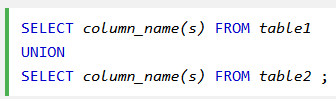 SELECT column_name(s) FROM table1
UNION
SELECT column_name(s) FROM table2 ;